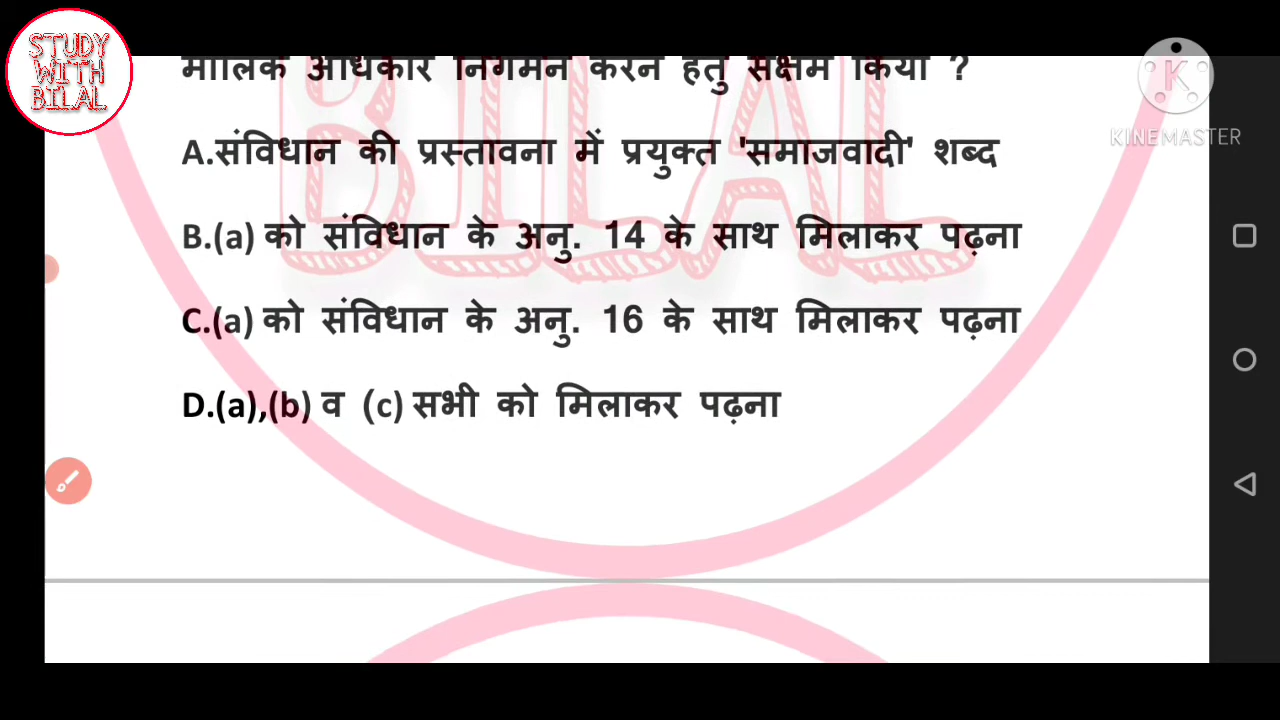 STUDY
WITH
BILAL
BILAL
K
KINEMASTER
मौलिक अधिकार निगमन करने हेतु सक्षम किया ?
A.संविधान की प्रस्तावना में प्रयुक्त 'समाजवादी' शब्द
B.(a) को संविधान के अनु. 14 के साथ मिलाकर पढ़ना
C.(a) को संविधान के अनु. 16 के साथ मिलाकर पढ़ना
D.(a),(b) व (c) सभी को मिलाकर पढ़ना